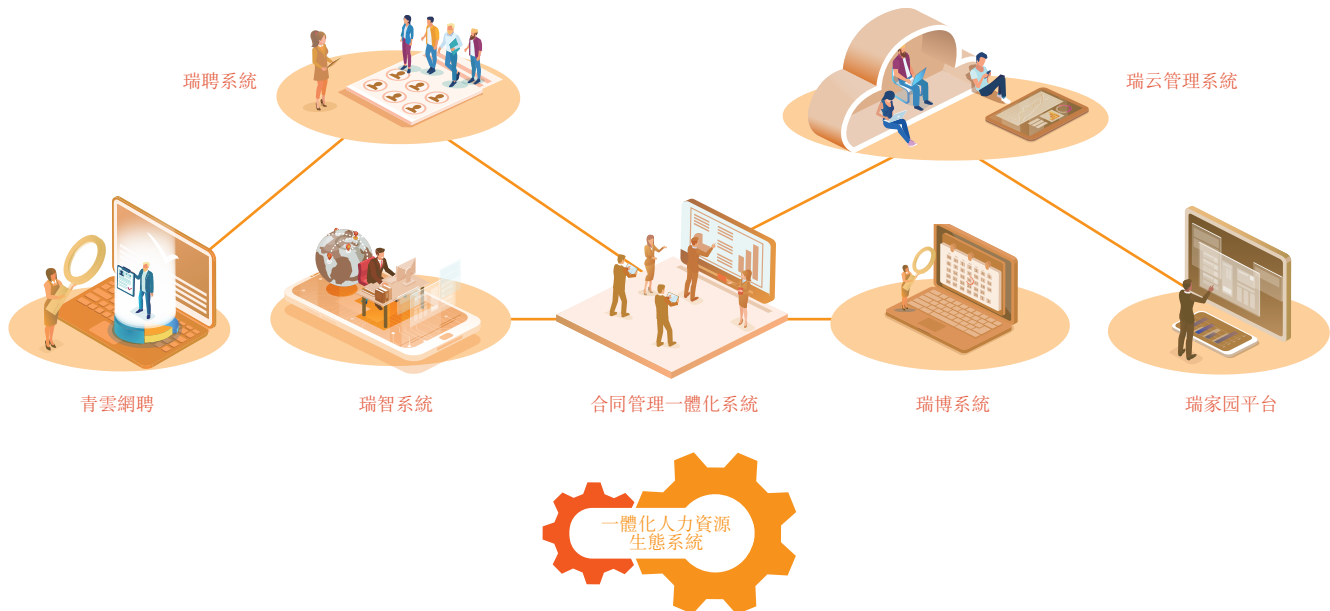 瑞聘系統
瑞云管理系統
青雲網聘
瑞智系統
合同管理一體化系統
瑞博系統
瑞家园平台
一體化人力資源
生態系統